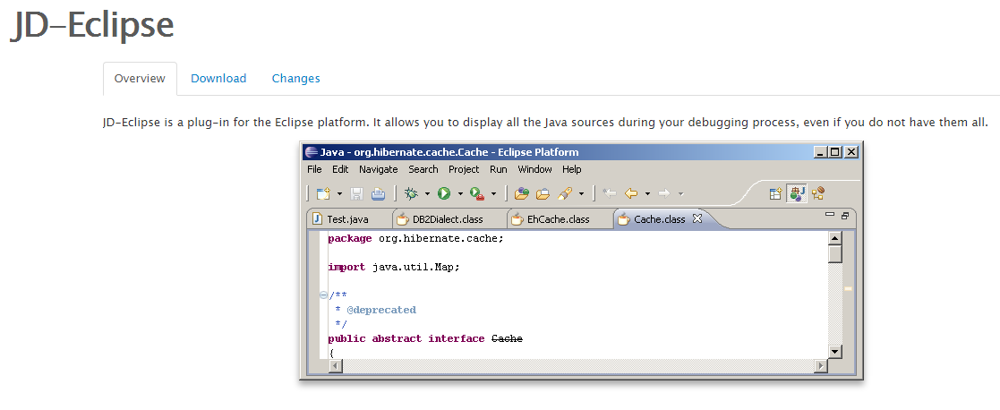 JD-Eclipse
Overview Download Changes
JD-Eclipse is a plug-in for the Eclipse platform. It allows you to display all the Java sources during your debugging process, even if you do not have them all.
Java - org.hibernate.cache.Cache - Eclipse Platform
File Edit Navigate Search Project Run Window Help
Test.java DB2Dialect.class EhCache.class Cache.class
package org.hibernate.cache;
import java.util.Map;
/**
* @deprecated
*/
public abstract interface Cache
{